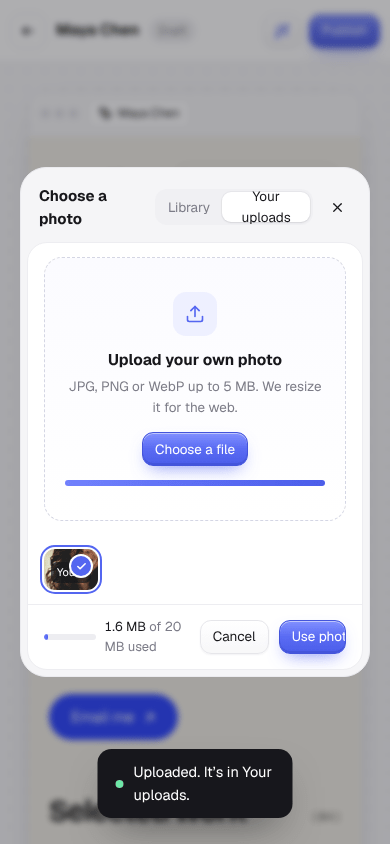 Maya Chen
Publish
Maya Chen
Choose a
photo
Library
Your
uploads
Upload your own photo
JPG, PNG or WebP up to 5 MB. We resize
it for the web.
Choose a file
1.6 MB of 20
MB used
Cancel
Use phot
Email me
Selected work
Uploaded. It’s in Your
uploads.